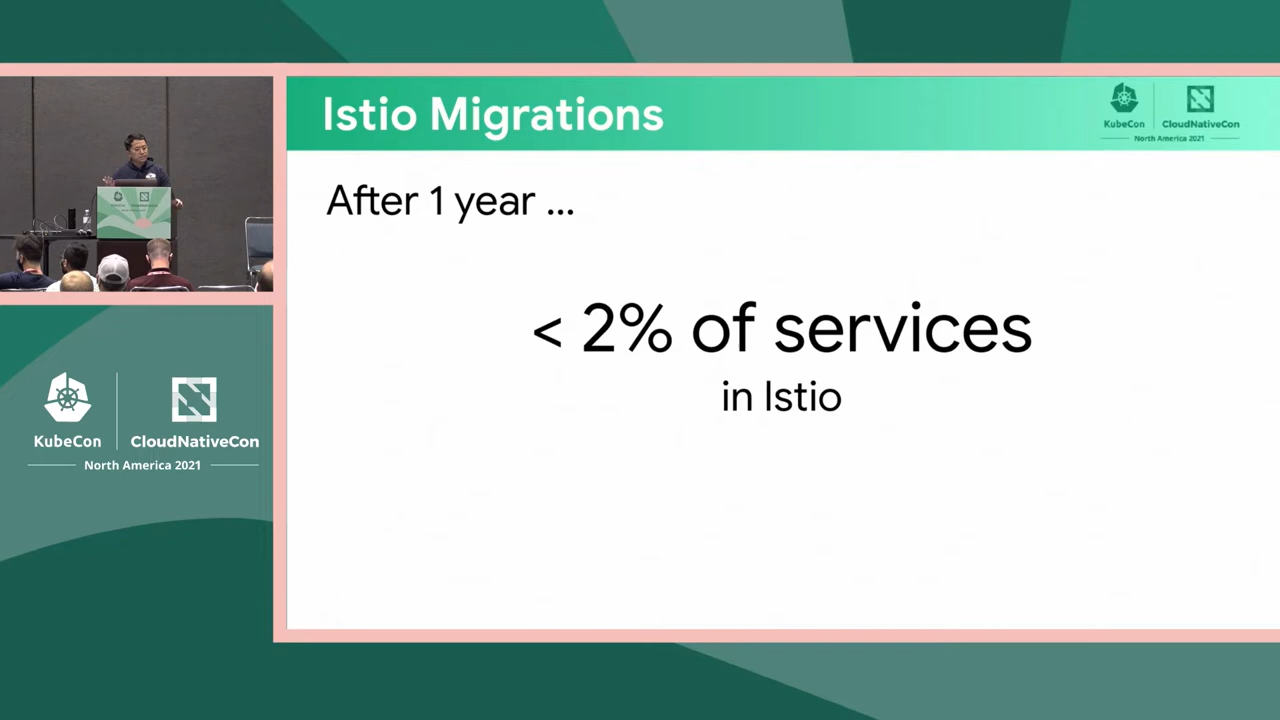 Istio Migrations
KubeCon
CloudNativeCon
North America 2021
After 1 year ...
< 2% of services
in Istio
KubeCon
CloudNativeCon
North America 2021